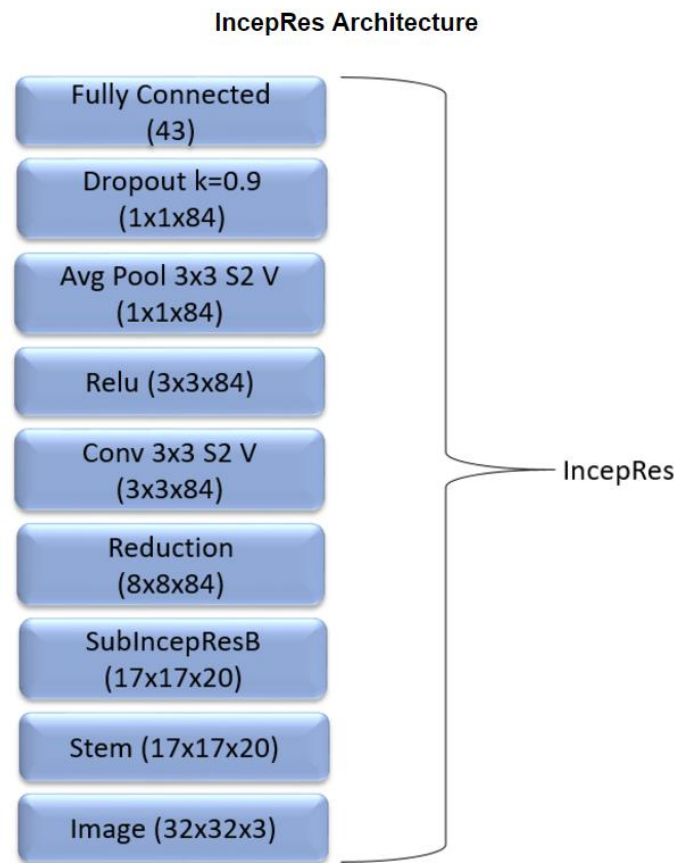 IncepRes Architecture
Fully Connected
(43)
Dropout k=0.9
(1x1x84)
Avg Pool 3x3 S2 V
(1x1x84)
Relu (3x3x84)
Conv 3x3 S2 V
(3x3x84)
IncepRes
Reduction
(8x8x84)
SubIncepResB
(17x17x20)
Stem (17x17x20)
Image (32x32x3)